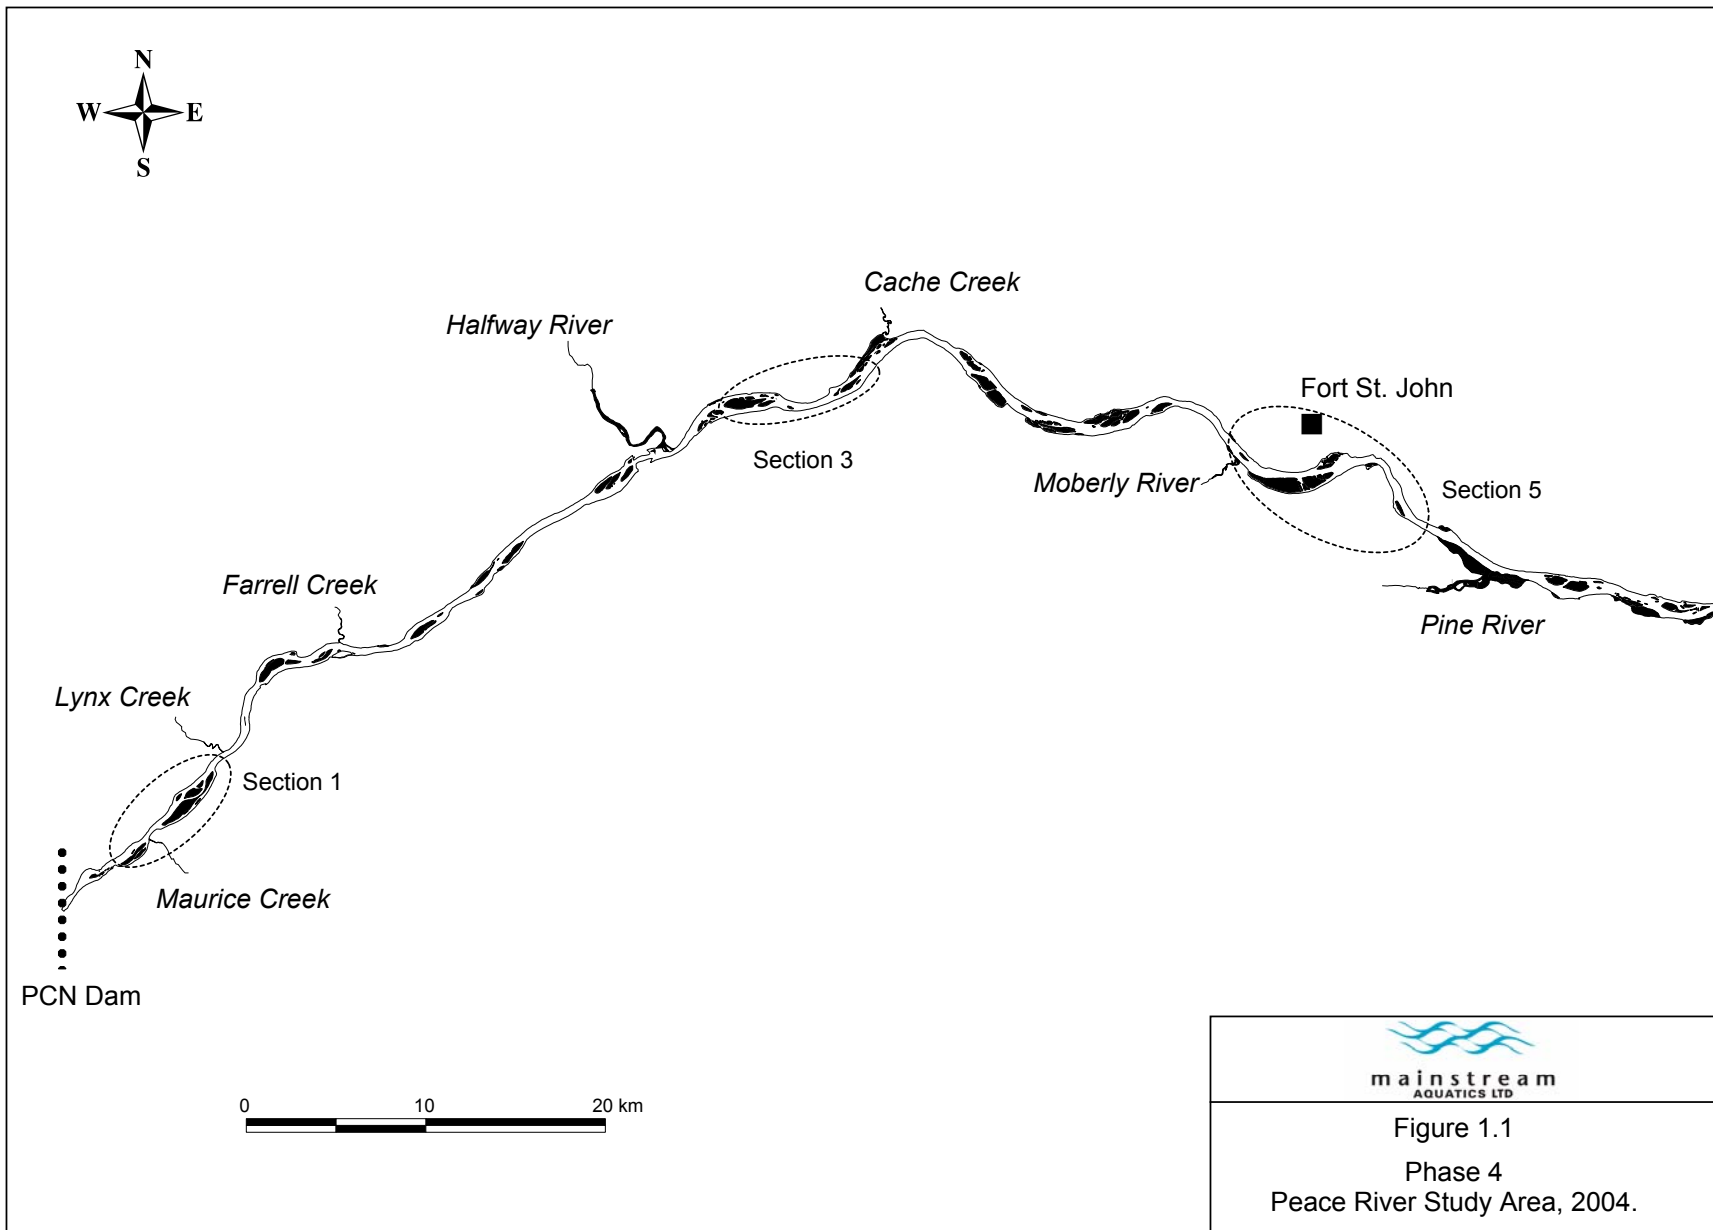 N
W E
S
Cache Creek
Halfway River
Fort St. John
Section 3
Moberly River
Section 5
Farrell Creek
Pine River
Lynx Creek
Section 1
Maurice Creek
PCN Dam
0 10 20 km
mainstream
AQUATICS LTD
Figure 1.1
Phase 4
Peace River Study Area, 2004.